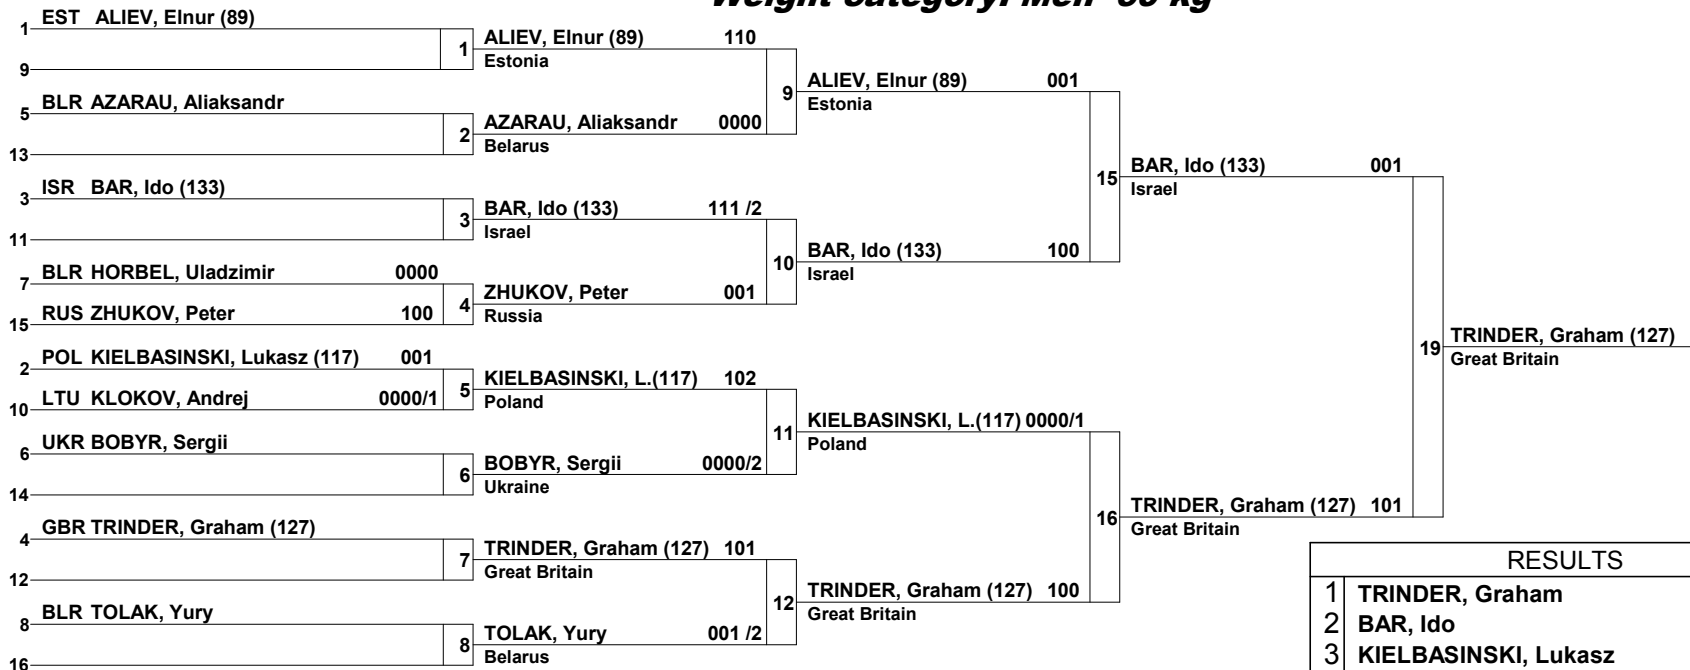 1 EST ALIEV, Elnur (89)
9
1 ALIEV, Elnur (89) 110
Estonia
5 BLR AZARAU, Aliaksandr
13
2 AZARAU, Aliaksandr 0000
Belarus
9 ALIEV, Elnur (89) 001
Estonia
3 ISR BAR, Ido (133)
11
3 BAR, Ido (133) 111 /2
Israel
7 BLR HORBEL, Uladzimir 0000
15 RUS ZHUKOV, Peter 100
4 ZHUKOV, Peter 001
Russia
10 BAR, Ido (133) 100
Israel
15 BAR, Ido (133) 001
Israel
2 POL KIELBASINSKI, Lukasz (117) 001
10 LTU KLOKOV, Andrej 0000/1
5 KIELBASINSKI, L.(117) 102
Poland
6 UKR BOBYR, Sergii
14
6 BOBYR, Sergii 0000/2
Ukraine
11 KIELBASINSKI, L.(117) 0000/1
Poland
4 GBR TRINDER, Graham (127)
12
7 TRINDER, Graham (127) 101
Great Britain
8 BLR TOLAK, Yury
16
8 TOLAK, Yury 001 /2
Belarus
12 TRINDER, Graham (127) 100
Great Britain
16 TRINDER, Graham (127) 101
Great Britain
19 TRINDER, Graham (127)
Great Britain
RESULTS
1 TRINDER, Graham
2 BAR, Ido
3 KIELBASINSKI, Lukasz